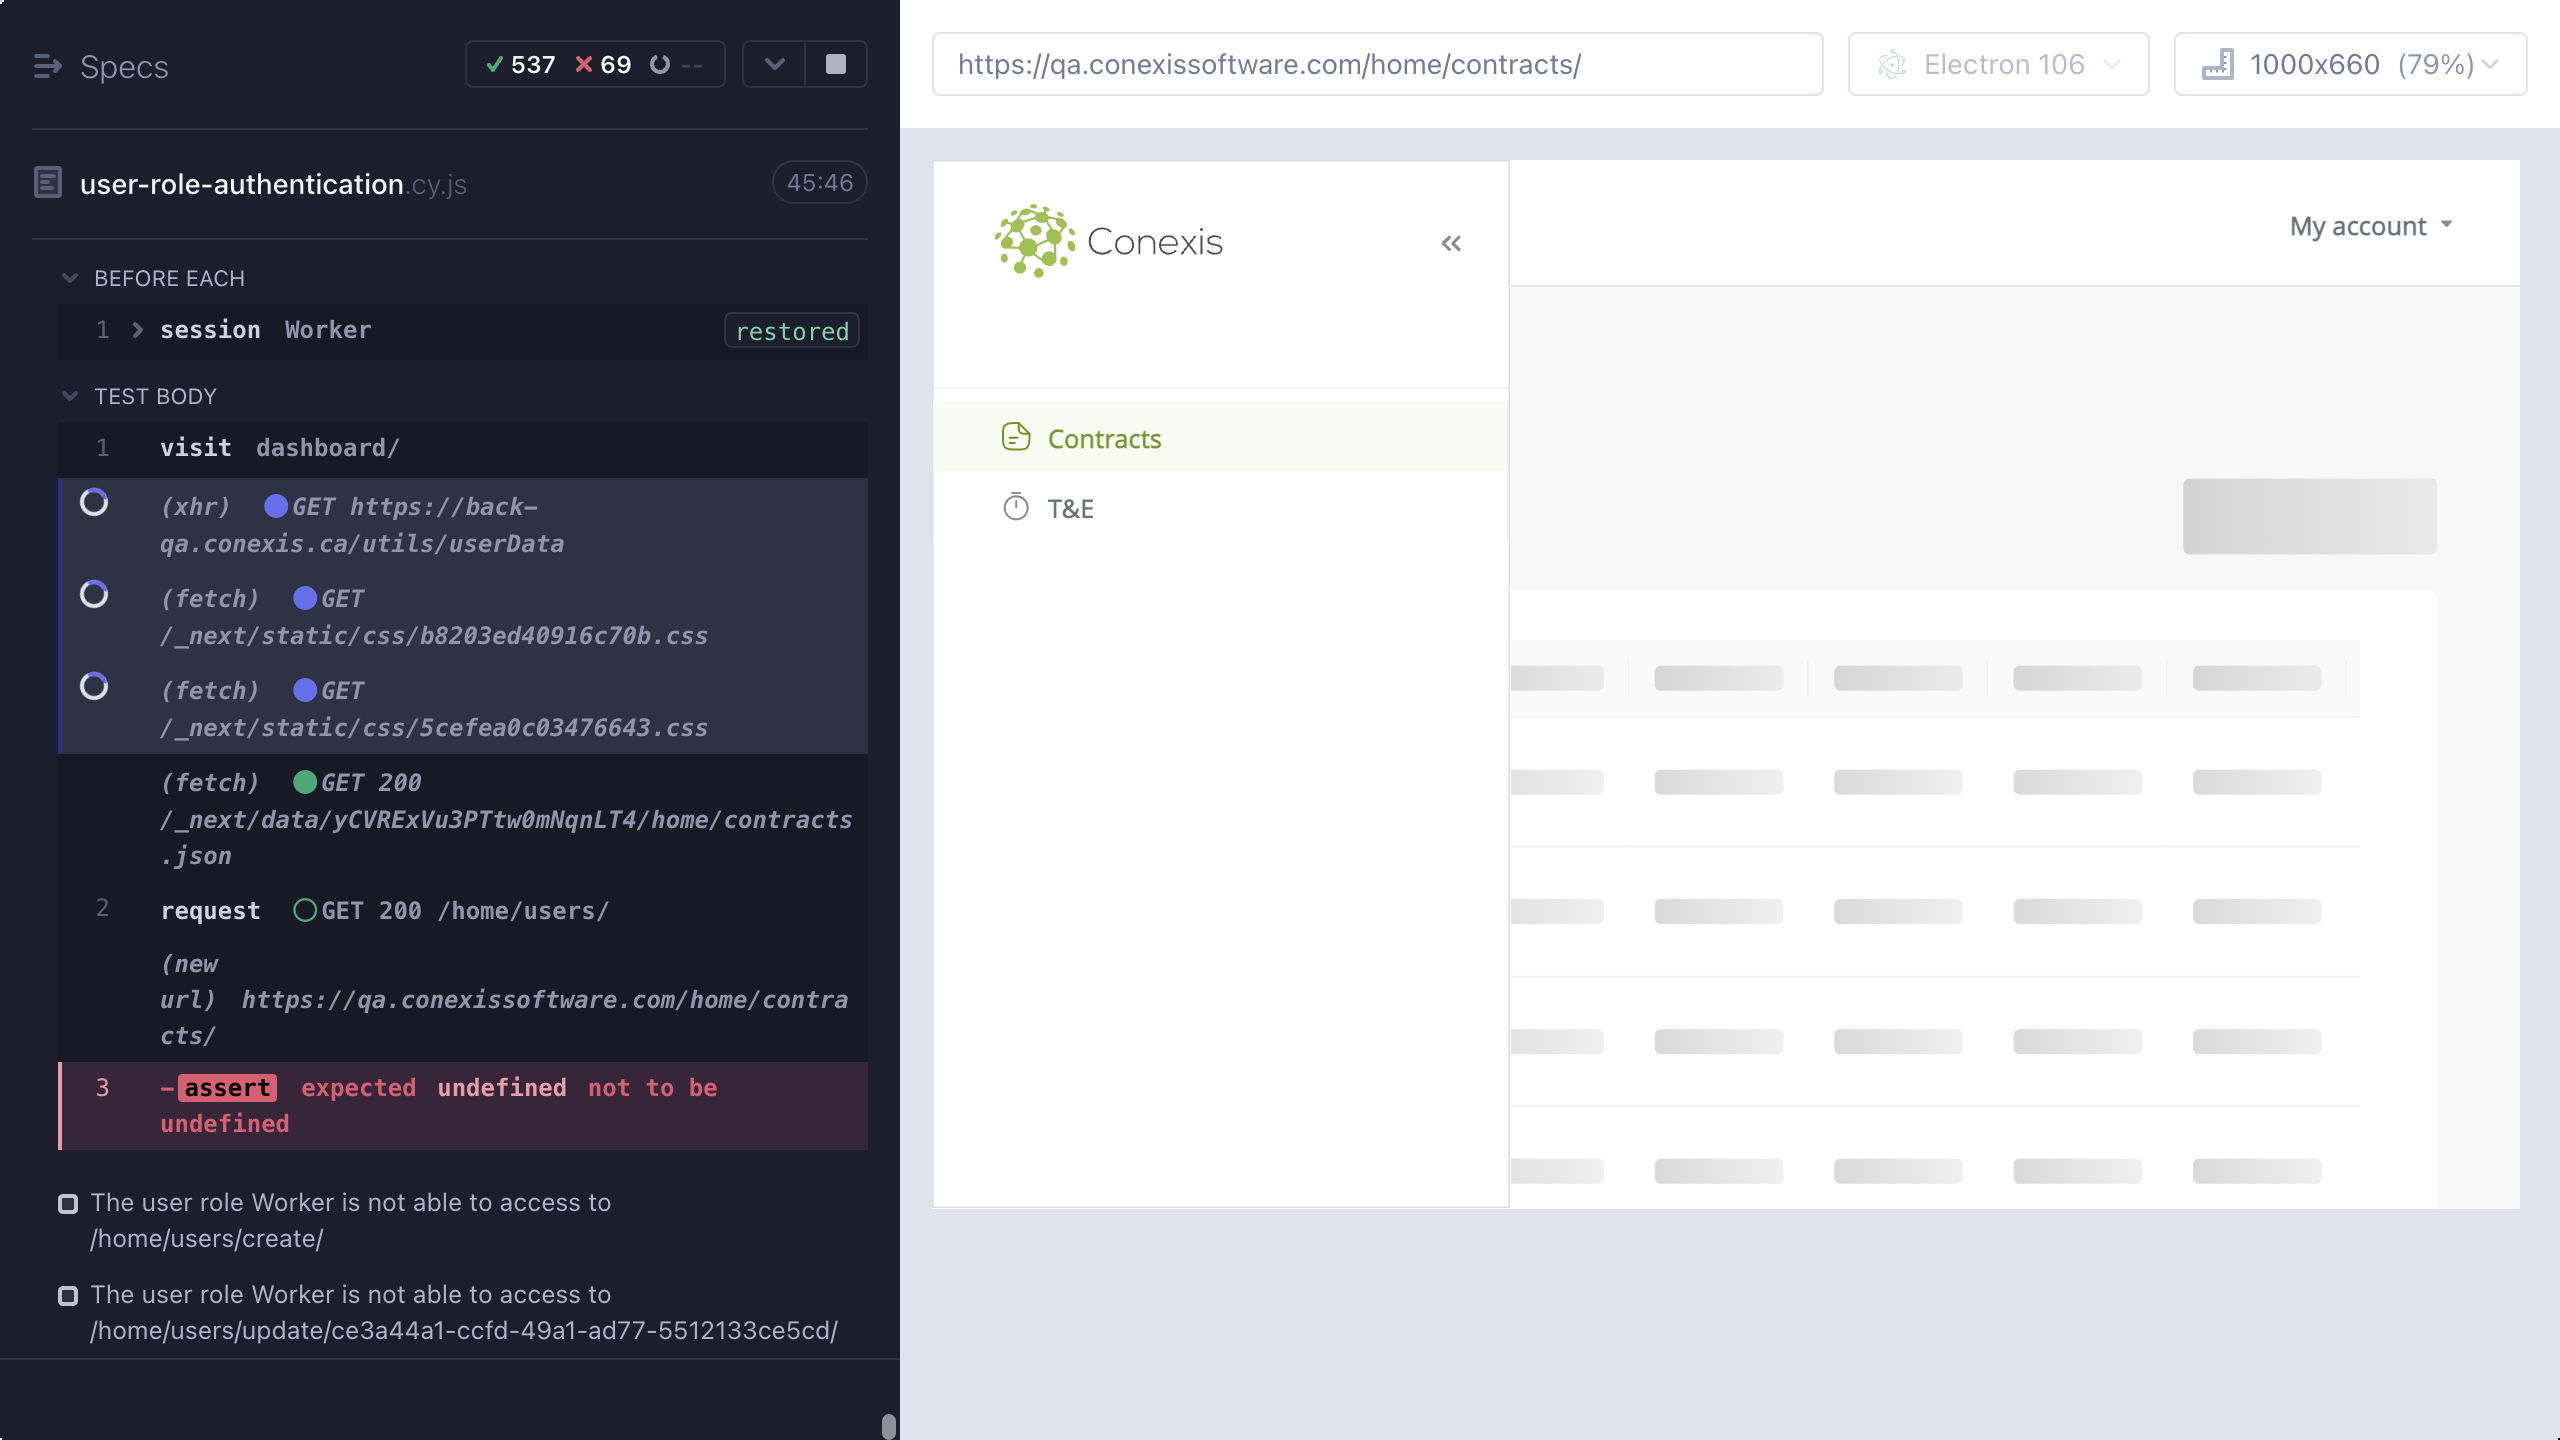 Specs
537
69
--
user-role-authentication.cy.js
45:46
BEFORE EACH
1
session Worker
restored
TEST BODY
1
visit dashboard/
(xhr) GET https://back-
qa.conexis.ca/utils/userData
(fetch) GET
/_next/static/css/b8203ed40916c70b.css
(fetch) GET
/_next/static/css/5cefea0c03476643.css
(fetch) GET 200
/_next/data/yCVRExVu3PTtw0mNqnLT4/home/contracts
.json
2
request GET 200 /home/users/
(new
url) https://qa.conexissoftware.com/home/contra
cts/
3
-assert expected undefined not to be
undefined
The user role Worker is not able to access to
/home/users/create/
The user role Worker is not able to access to
/home/users/update/ce3a44a1-ccfd-49a1-ad77-5512133ce5cd/
https://qa.conexissoftware.com/home/contracts/
Electron 106
1000x660 (79%)
Conexis
«
My account
Contracts
T&E